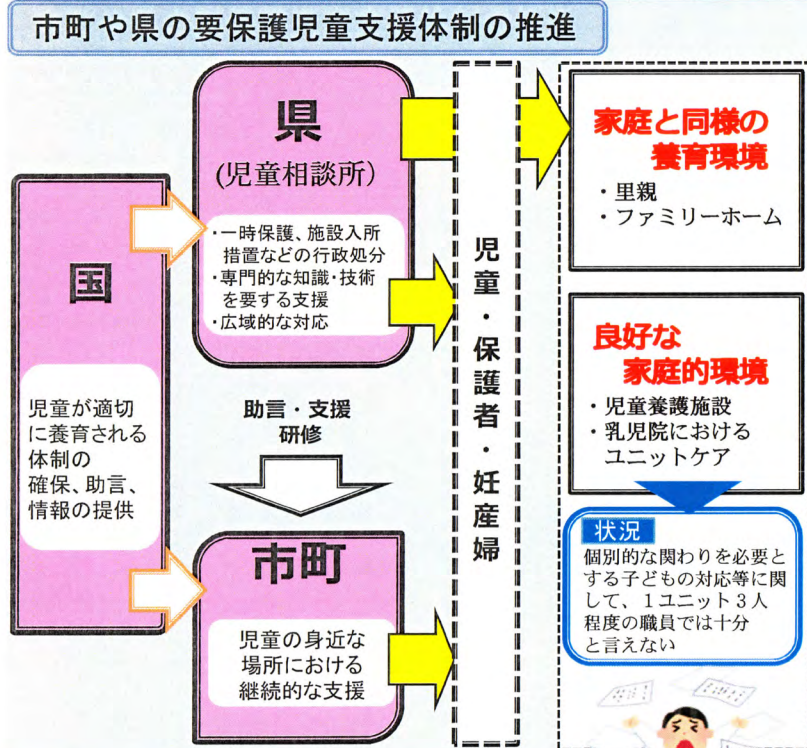 市町や県の要保護児童支援体制の推進
国
児童が適切
に養育される
体制の
確保、助言、
情報の提供
県
(児童相談所)
・一時保護、施設入所
措置などの行政処分
・専門的な知識・技術
を要する支援
・広域的な対応
助言・支援
研修
市町
児童の身近な
場所における
継続的な支援
児童・保護者・妊産婦
家庭と同様の
養育環境
・里親
・ファミリーホーム
良好な
家庭的環境
・児童養護施設
・乳児院における
ユニットケア
状況
個別的な関わりを必要と
する子どもの対応等に関
して、1ユニット3人
程度の職員では十分
と言えない